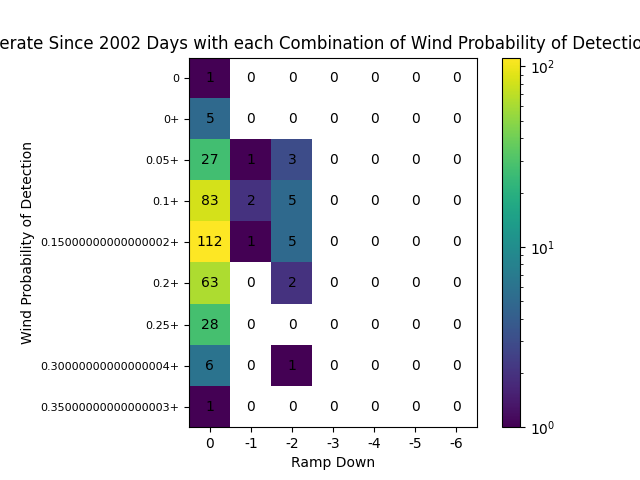 erate Since 2002 Days with each Combination of Wind Probability of Detectio
0 1 0 0 0 0 0 0
0+ 5 0 0 0 0 0 0
0.05+ 27 1 3 0 0 0 0
0.1+ 83 2 5 0 0 0 0
0.15000000000000002+ 112 1 5 0 0 0 0
0.2+ 63 0 2 0 0 0 0
0.25+ 28 0 0 0 0 0 0
0.30000000000000004+ 6 0 1 0 0 0 0
0.35000000000000003+ 1 0 0 0 0 0 0
0 -1 -2 -3 -4 -5 -6
Ramp Down
Wind Probability of Detection
10²
10¹
10⁰